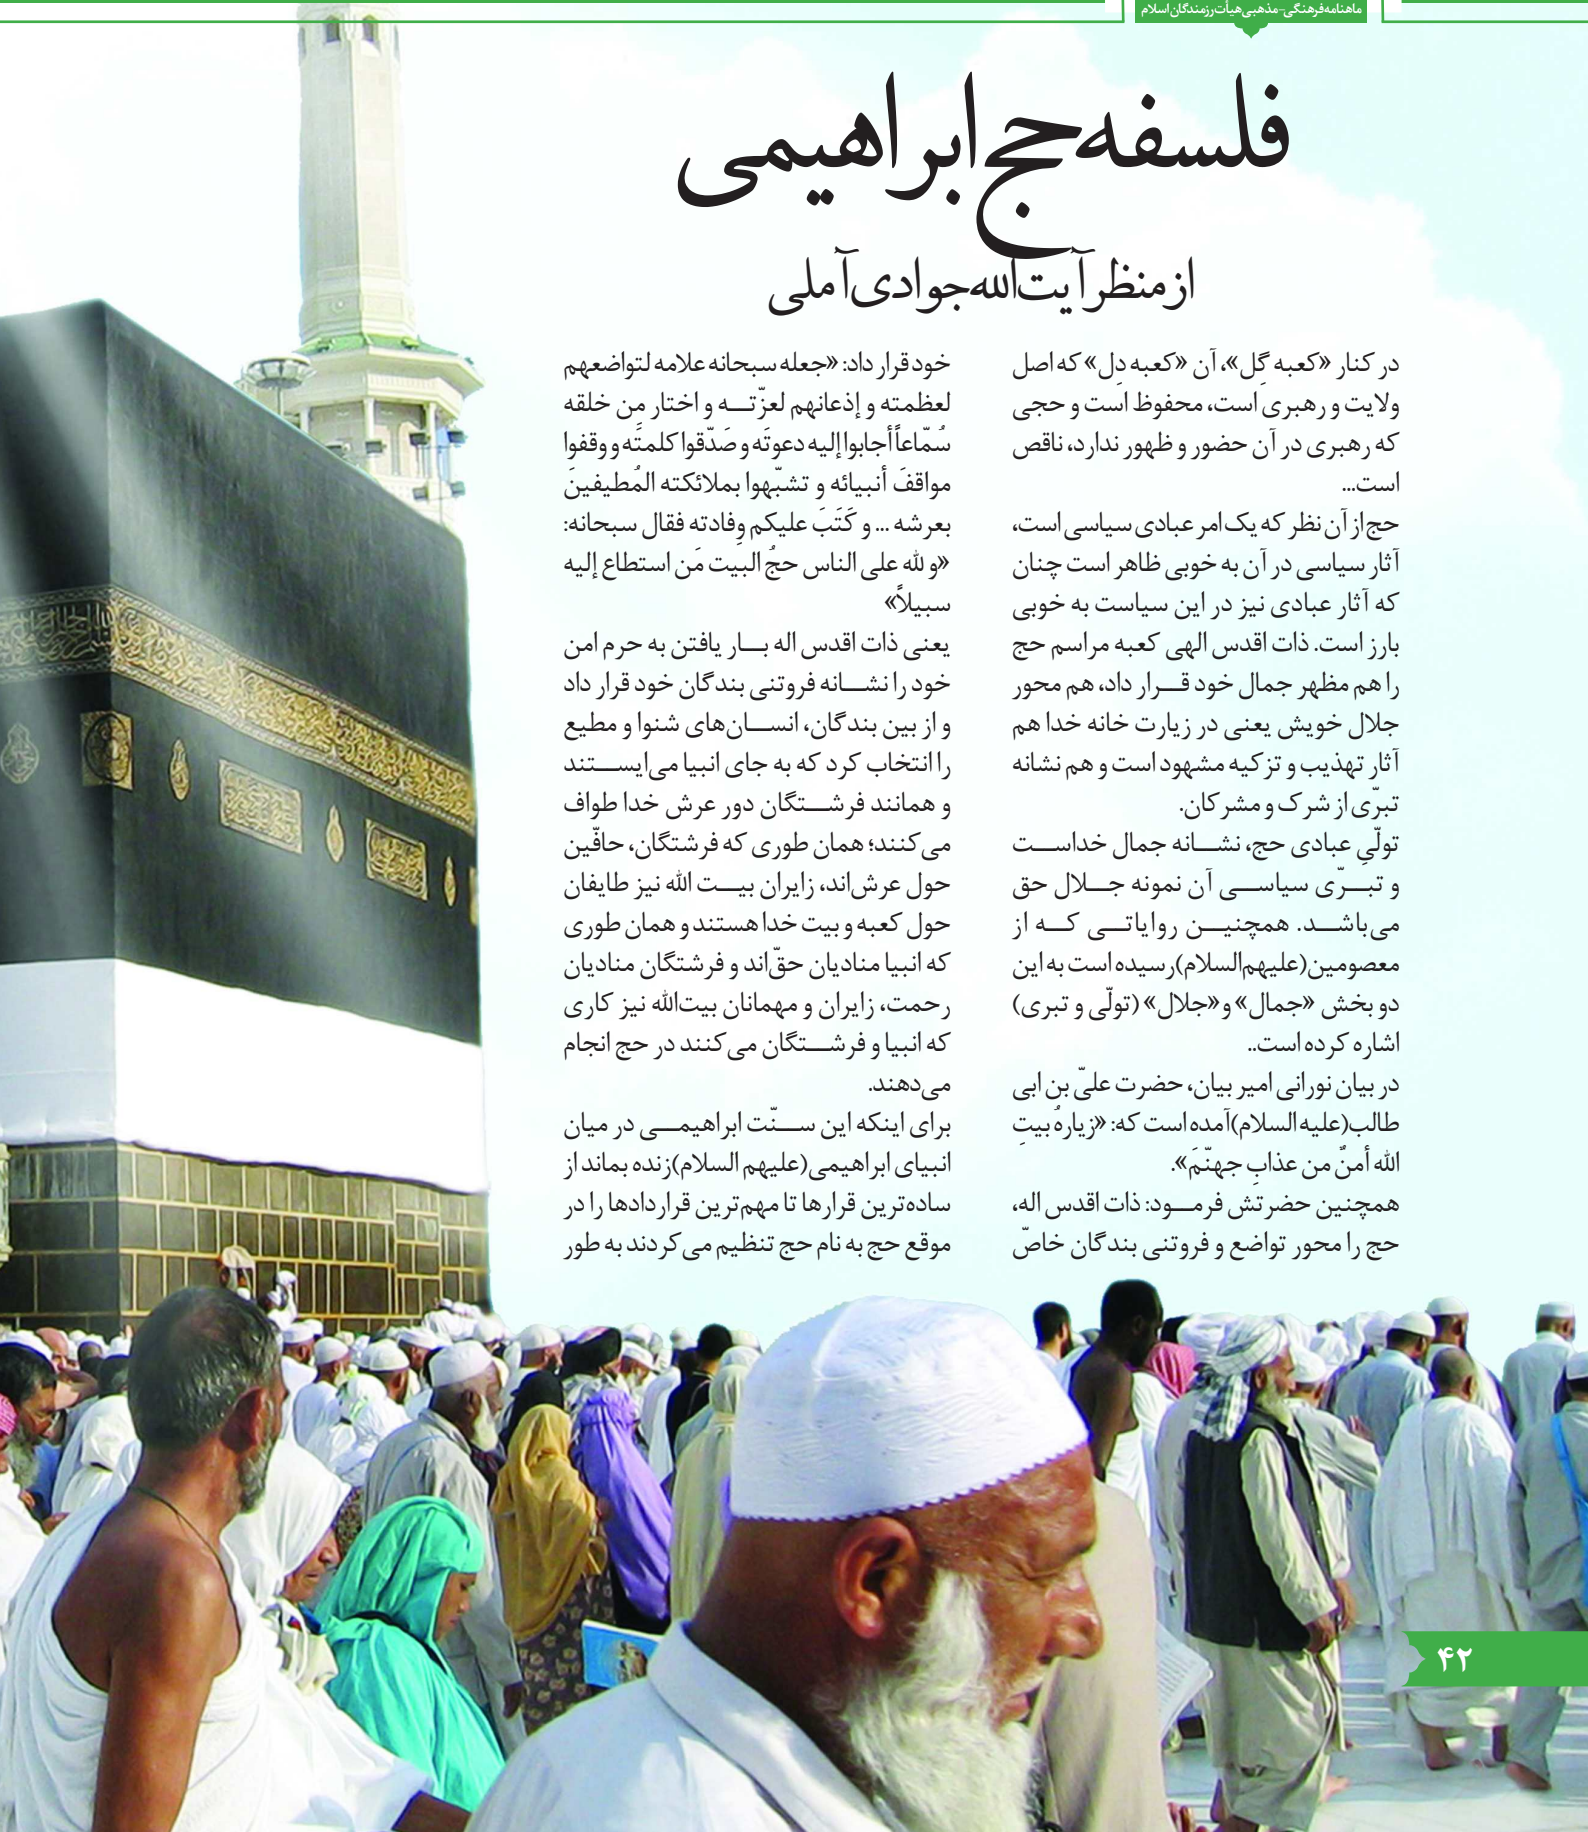 ماهنامه فرهنگی-مذهبی هیأت رزمندگان اسلام
فلسفه حج ابراهیمی
از منظر آیت‌الله جوادی آملی
در کنار «کعبه گِل»، آن «کعبه دِل» که اصل
ولایت و رهبری است، محفوظ است و حجی
که رهبری در آن حضور و ظهور ندارد، ناقص
است...
حج از آن نظر که یک امر عبادی سیاسی است،
آثار سیاسی در آن به خوبی ظاهر است چنان
که آثار عبادی نیز در این سیاست به خوبی
بارز است. ذات اقدس الهی کعبه مراسم حج
را هم مظهر جمال خود قرار داد، هم محور
جلال خویش یعنی در زیارت خانه خدا هم
آثار تهذیب و تزکیه مشهود است و هم نشانه
تبرّی از شرک و مشرکان.
تولّیِ عبادی حج، نشانه جمال خداست
و تبرّی سیاسی آن نمونه جلال حق
می‌باشد. همچنین روایاتی که از
معصومین(علیهم‌السلام)رسیده است به این
دو بخش «جمال» و«جلال» (تولّی و تبری)
اشاره کرده است..
در بیان نورانی امیر بیان، حضرت علیّ بن ابی
طالب(علیه السلام)آمده است که: «زیارهُ بیتِ
الله أمنٌ من عذابِ جهنّمَ».
همچنین حضرتش فرمود: ذات اقدس اله،
حج را محور تواضع و فروتنی بندگان خاصّ
خود قرار داد: «جعله سبحانه علامه لتواضعهم
لعظمته و إذعانهم لعزّته و اختار مِن خلقه
سُمّاعاً أجابوا إلیه دعوتَه و صَدّقوا کلمتَه و وقفوا
مواقفَ أنبیائه و تشبّهوا بملائکته المُطیفینَ
بعرشه ... و کَتَبَ علیکم وِفادته فقال سبحانه:
«و لله علی الناس حجُ البیت مَن استطاع إلیه
سبیلاً»
یعنی ذات اقدس اله بار یافتن به حرم امن
خود را نشانه فروتنی بندگان خود قرار داد
و از بین بندگان، انسان‌های شنوا و مطیع
را انتخاب کرد که به جای انبیا می‌ایستند
و همانند فرشتگان دور عرش خدا طواف
می‌کنند؛ همان طوری که فرشتگان، حافّین
حول عرش‌اند، زایران بیت الله نیز طایفان
حول کعبه و بیت خدا هستند و همان طوری
که انبیا منادیان حقّ‌اند و فرشتگان منادیان
رحمت، زایران و مهمانان بیت‌الله نیز کاری
که انبیا و فرشتگان می‌کنند در حج انجام
می‌دهند.
برای اینکه این سنّت ابراهیمی در میان
انبیای ابراهیمی(علیهم السلام)زنده بماند از
ساده‌ترین قرارها تا مهم‌ترین قراردادها را در
موقع حج به نام حج تنظیم می‌کردند به طور
۴۲